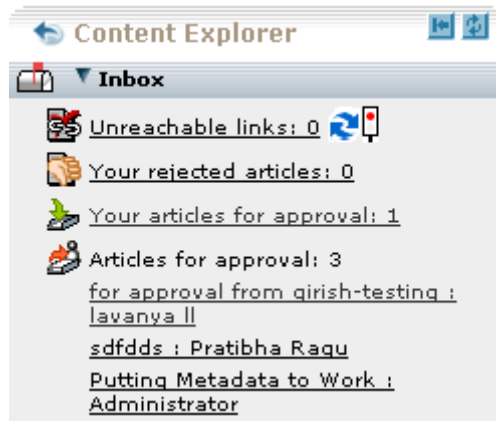 Content Explorer
Inbox
Unreachable links: 0
Your rejected articles: 0
Your articles for approval: 1
Articles for approval: 3
for approval from girish-testing :
lavanya ll
sdfdds : Pratibha Ragu
Putting Metadata to Work :
Administrator